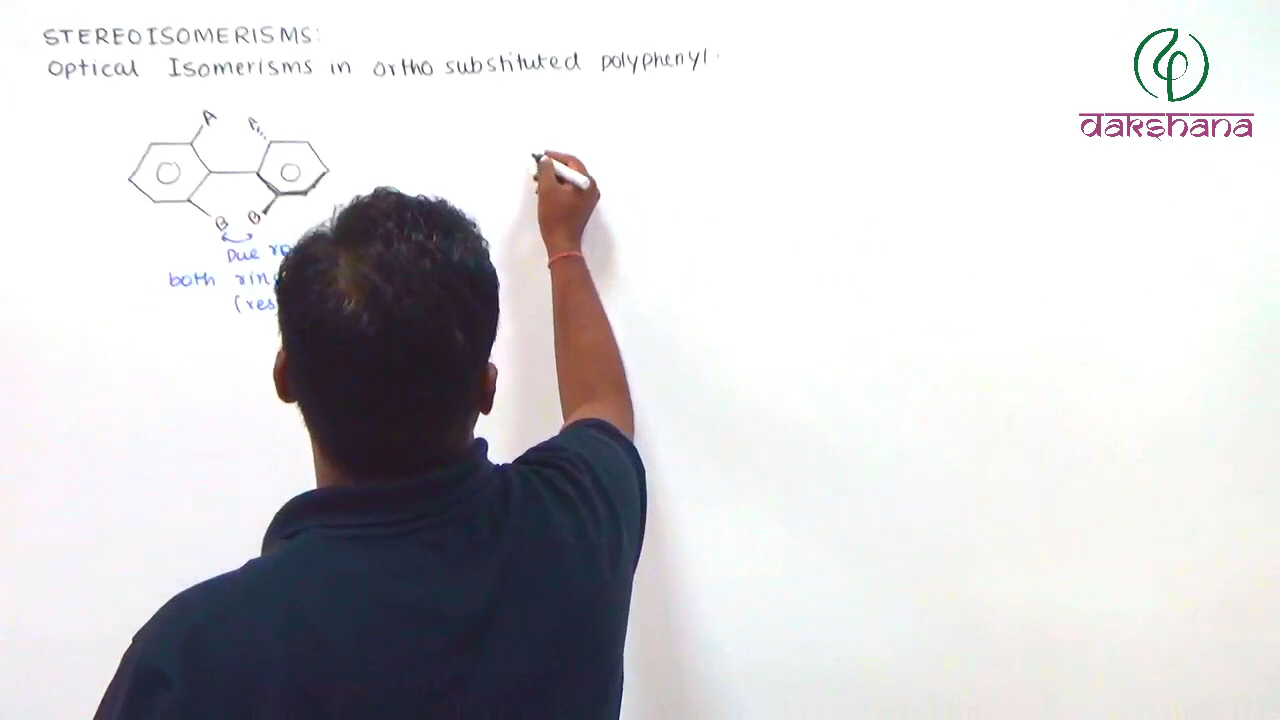 STEREOISOMERISMS:
Optical Isomerisms in ortho substituted polyphenyl.
dakshana
A A
B B
Due
both